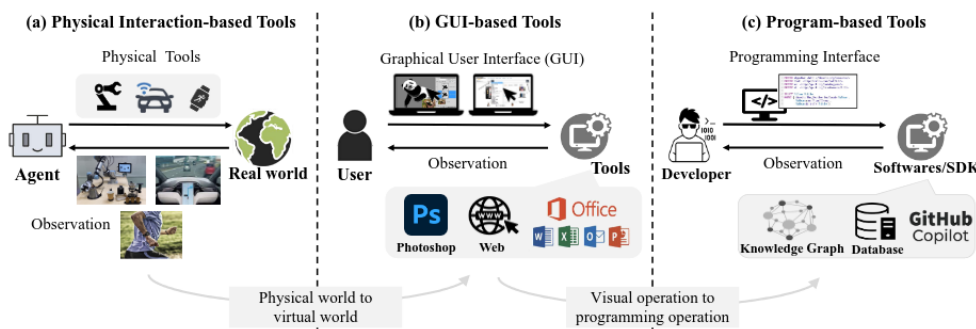 (a) Physical Interaction-based Tools
Physical Tools
Agent
Real world
Observation
(b) GUI-based Tools
Graphical User Interface (GUI)
User
Observation
Tools
Ps
Photoshop
WWW
Web
Office
(c) Program-based Tools
Programming Interface
</>
Developer
Observation
Softwares/SDK
Knowledge Graph
Database
GitHub
Copilot
Physical world to
virtual world
Visual operation to
programming operation